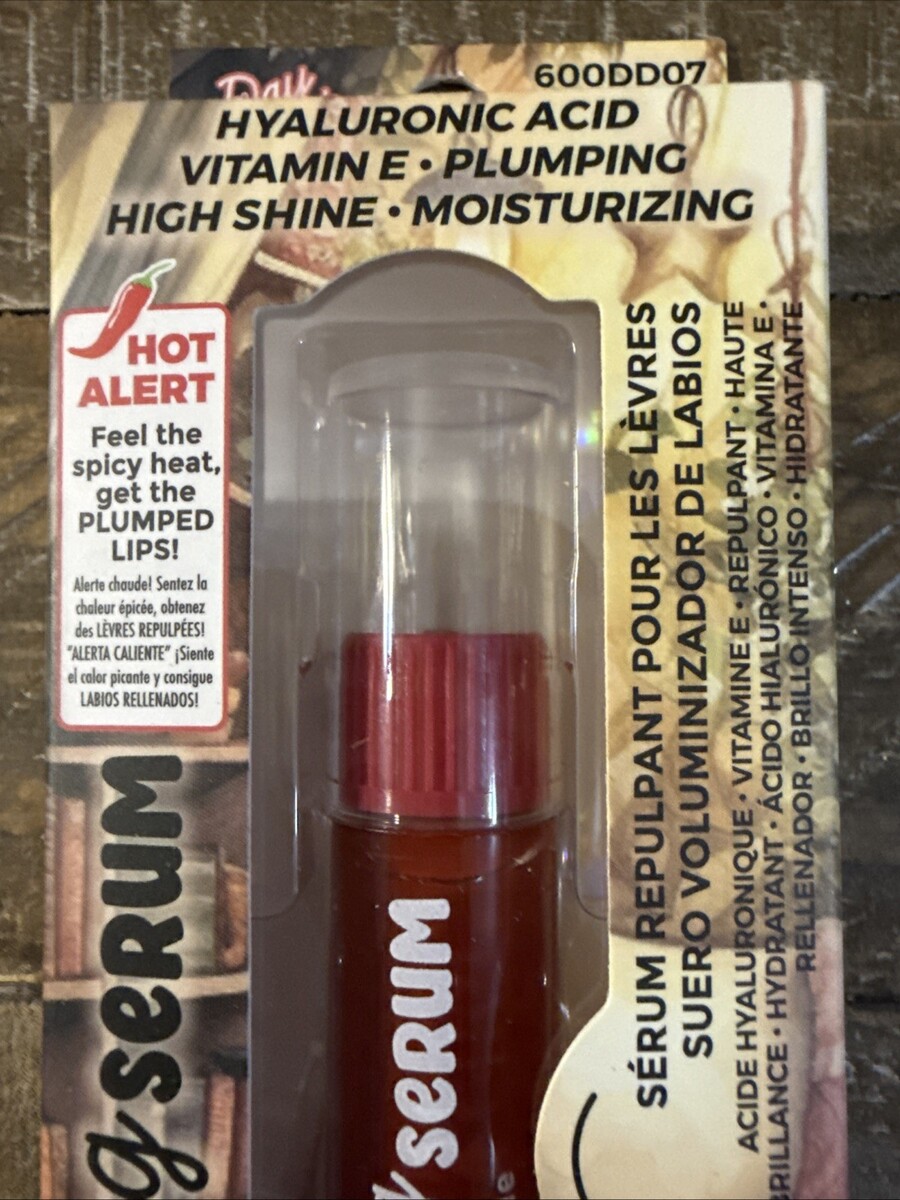 600DD07
HYALURONIC ACID
VITAMIN E • PLUMPING
HIGH SHINE • MOISTURIZING
HOT
ALERT
Feel the
spicy heat,
get the
PLUMPED
LIPS!
Alerte chaude! Sentez la
chaleur épicée, obtenez
des LÈVRES REPULPÉES!
"ALERTA CALIENTE" ¡Siente
el calor picante y consigue
LABIOS RELLENADOS!
SERUM
SERUM
SÉRUM REPULPANT POUR LES LÈVRES
SUERO VOLUMINIZADOR DE LABIOS
ACIDE HYALURONIQUE • VITAMINE E • REPULPANT • HAUTE
BRILLANCE • HYDRATANT • ÁCIDO HIALURÓNICO • VITAMINA E •
RELLENADOR • BRILLO INTENSO • HIDRATANTE